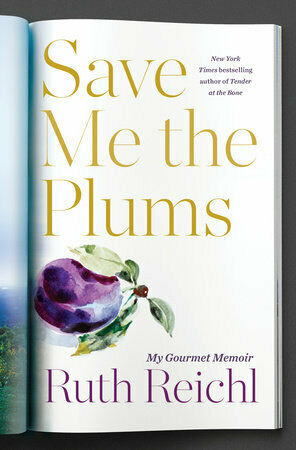 Save
New York
Times bestselling
author of Tender
at the Bone
Me the
Plums
My Gourmet Memoir
Ruth Reichl